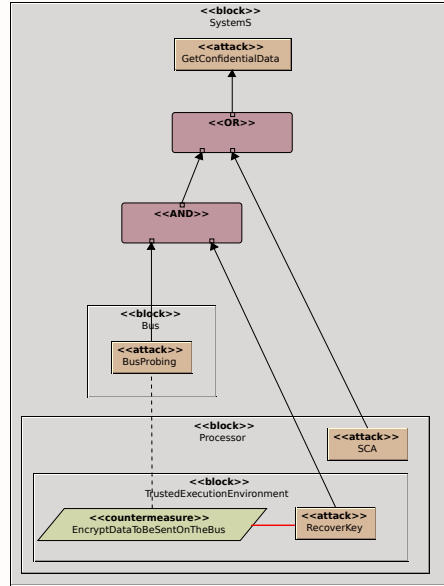 <<block>>
SystemS
<<attack>>
GetConfidentialData
<<OR>>
<<AND>>
<<block>>
Bus
<<attack>>
BusProbing
<<block>>
Processor
<<attack>>
SCA
<<block>>
TrustedExecutionEnvironment
<<countermeasure>>
EncryptDataToBeSentOnTheBus
<<attack>>
RecoverKey